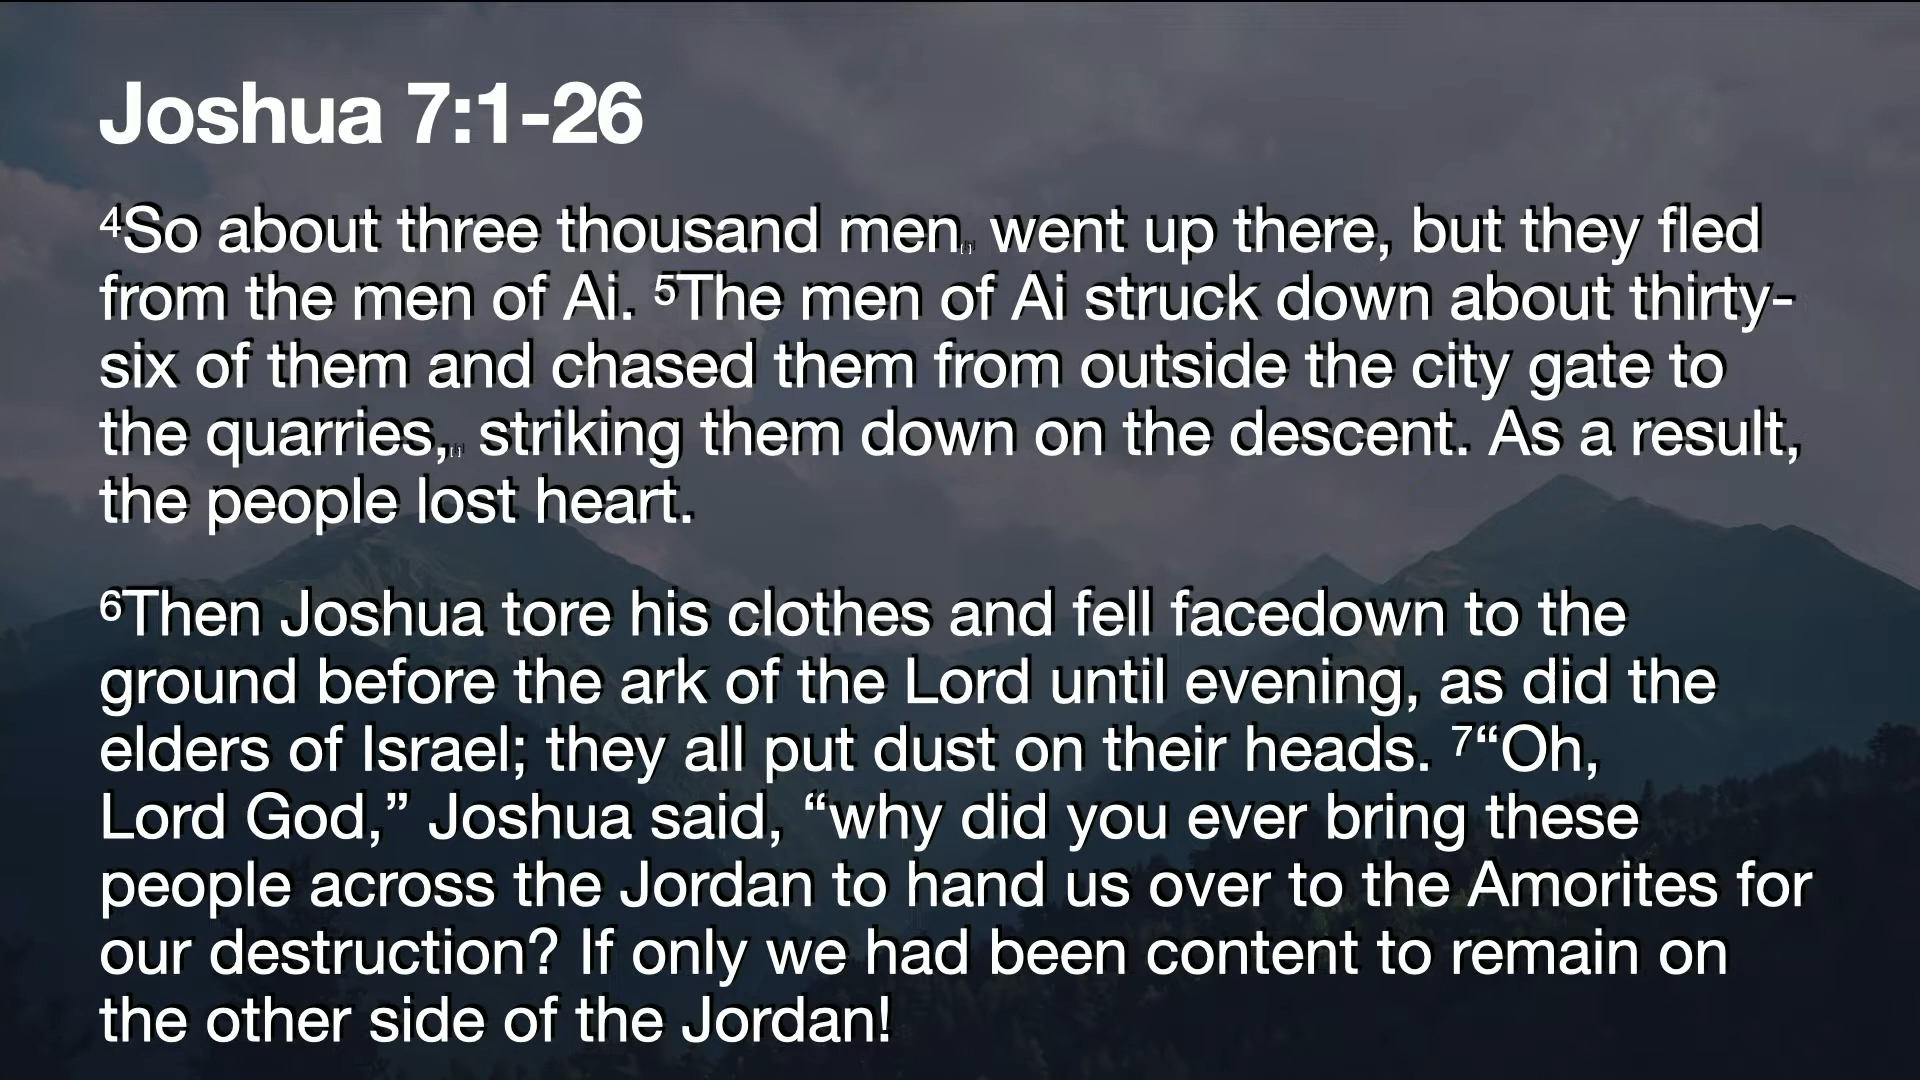 Joshua 7:1-26
⁴So about three thousand men went up there, but they fled
from the men of Ai. ⁵The men of Ai struck down about thirty-
six of them and chased them from outside the city gate to
the quarries, striking them down on the descent. As a result,
the people lost heart.
⁶Then Joshua tore his clothes and fell facedown to the
ground before the ark of the Lord until evening, as did the
elders of Israel; they all put dust on their heads. ⁷“Oh,
Lord God,” Joshua said, “why did you ever bring these
people across the Jordan to hand us over to the Amorites for
our destruction? If only we had been content to remain on
the other side of the Jordan!